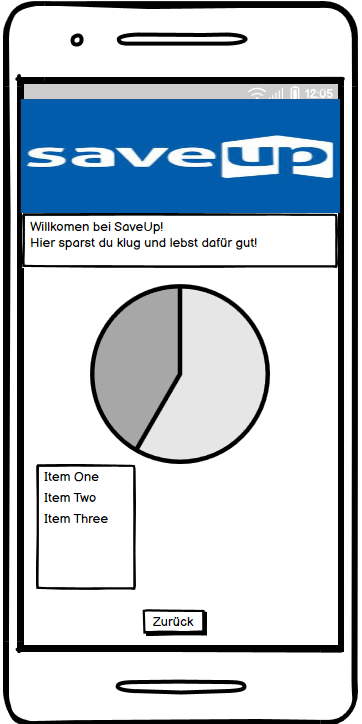 12:05
saveup
Willkomen bei SaveUp!
Hier sparst du klug und lebst dafür gut!
Item One
Item Two
Item Three
Zurück